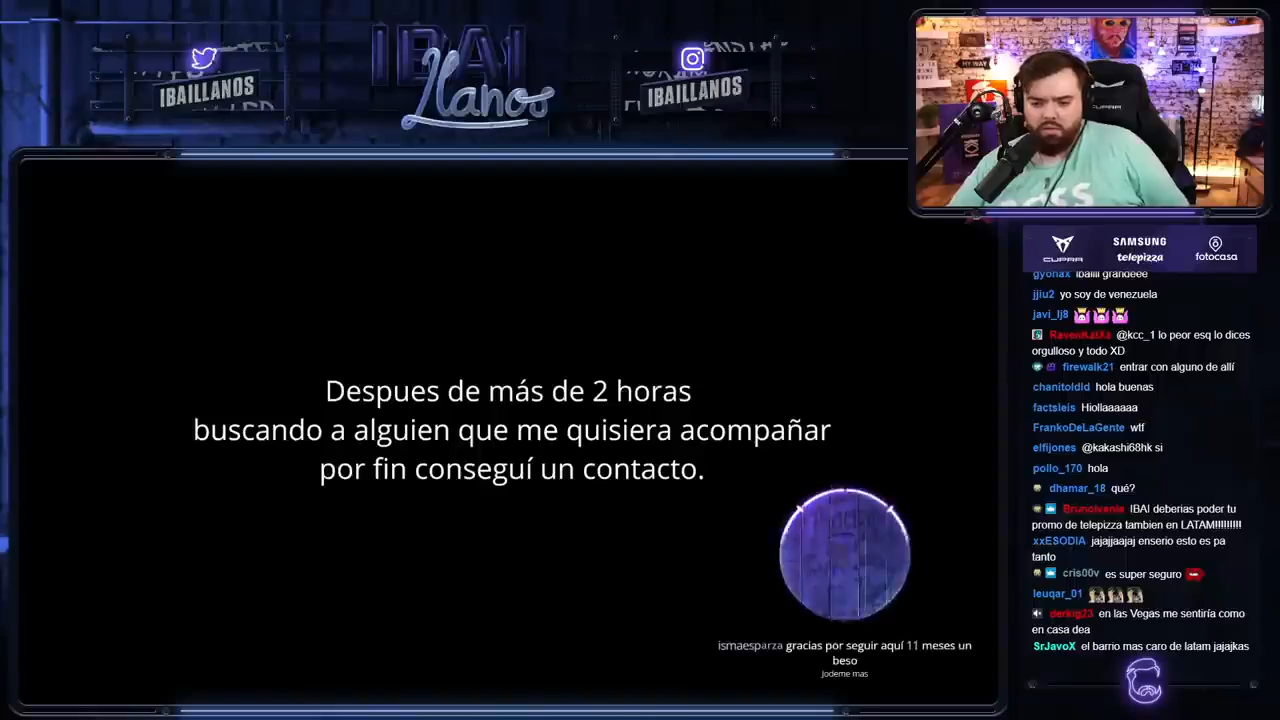 IBAI
Llanos
IBAILLANOS
IBAILLANOS
CUPRA
SAMSUNG
telepizza
fotocasa
gyonax ibaiii grandeee
jjiu2 yo soy de venezuela
javi_lj8
@kcc_1 lo peor esq lo dices
orgulloso y todo XD
firewalk21 entrar con alguno de allí
chanitoldld hola buenas
factsleis Hiollaaaaa
FrankoDeLaGente wtf
elfijones @kakashi68hk si
pollo_170 hola
dhamar_18 qué?
IBAI deberias poder tu
promo de telepizza tambien en LATAM!!!!!!!!!
xxESODIA jajajjaajaj enserio esto es pa
tanto
cris00v es super seguro
leuqar_01
derkig23 en las Vegas me sentiría como
en casa dea
SrJavoX el barrio mas caro de latam jajajkas
Despues de más de 2 horas
buscando a alguien que me quisiera acompañar
por fin conseguí un contacto.
ismaesparza gracias por seguir aquí 11 meses un
beso
Jodeme mas